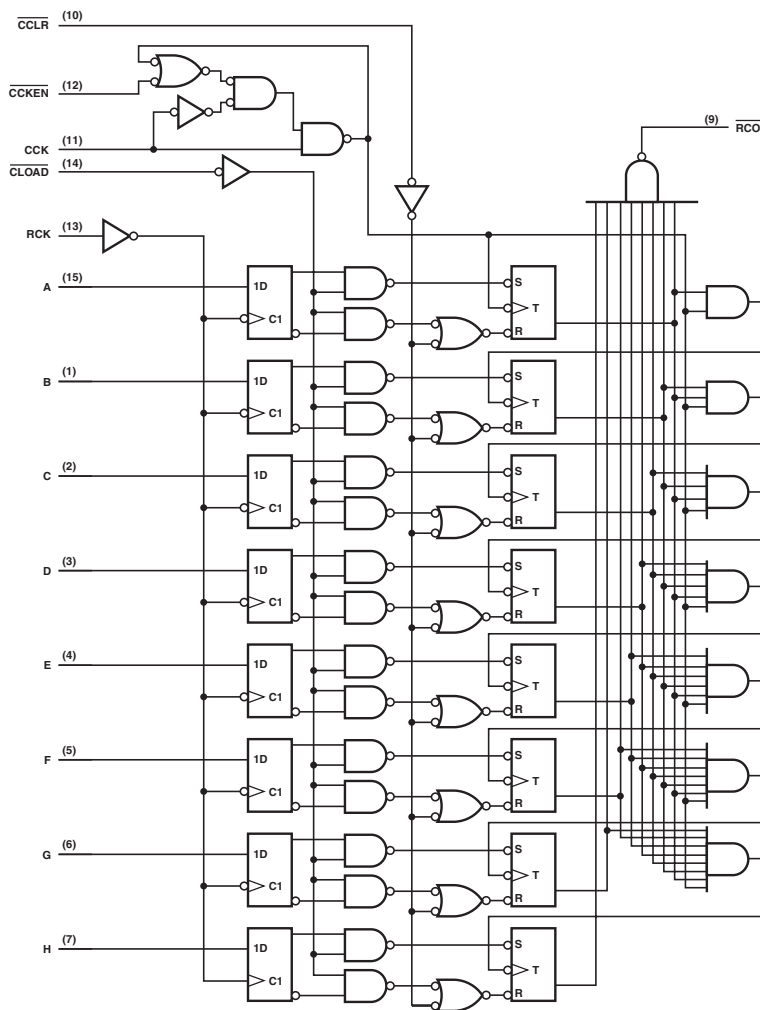 CCLR (10)
CCKEN (12)
CCK (11)
CLOAD (14)
(9) RCO
RCK (13)
A (15)
1D
C1
S
T
R
B (1)
1D
C1
S
T
R
C (2)
1D
C1
S
T
R
D (3)
1D
C1
S
T
R
E (4)
1D
C1
S
T
R
F (5)
1D
C1
S
T
R
G (6)
1D
C1
S
T
R
H (7)
1D
C1
S
T
R